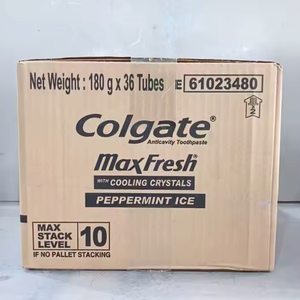 Net Weight : 180 g x 36 Tubes E 61023480
2
Colgate®
Anticavity Toothpaste
MaxFresh
WITH COOLING CRYSTALS
PEPPERMINT ICE
MAX
STACK
LEVEL 10
IF NO PALLET STACKING